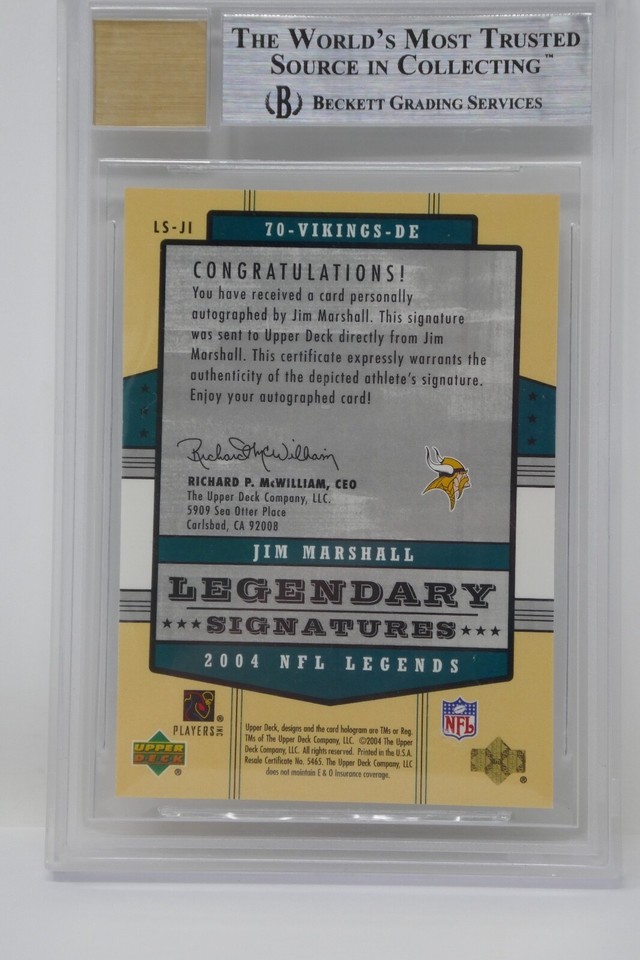 THE WORLD'S MOST TRUSTED
SOURCE IN COLLECTING™
(B) BECKETT GRADING SERVICES
LS-JI
70-VIKINGS-DE
CONGRATULATIONS!
You have received a card personally
autographed by Jim Marshall. This signature
was sent to Upper Deck directly from Jim
Marshall. This certificate expressly warrants the
authenticity of the depicted athlete's signature.
Enjoy your autographed card!
Richard McWilliam
RICHARD P. McWILLIAM, CEO
The Upper Deck Company, LLC.
5909 Sea Otter Place
Carlsbad, CA 92008
JIM MARSHALL
LEGENDARY
★★★SIGNATURES★★★
2004 NFL LEGENDS
PLAYERS INC®
UPPER
DECK
®
Upper Deck, designs and the card hologram are TMs or Reg.
TMs of The Upper Deck Company, LLC. ©2004 The Upper
Deck Company, LLC. All rights reserved. Printed in the U.S.A.
Resale Certificate No. 5465. The Upper Deck Company, LLC
does not maintain E & O Insurance coverage.
NFL
®